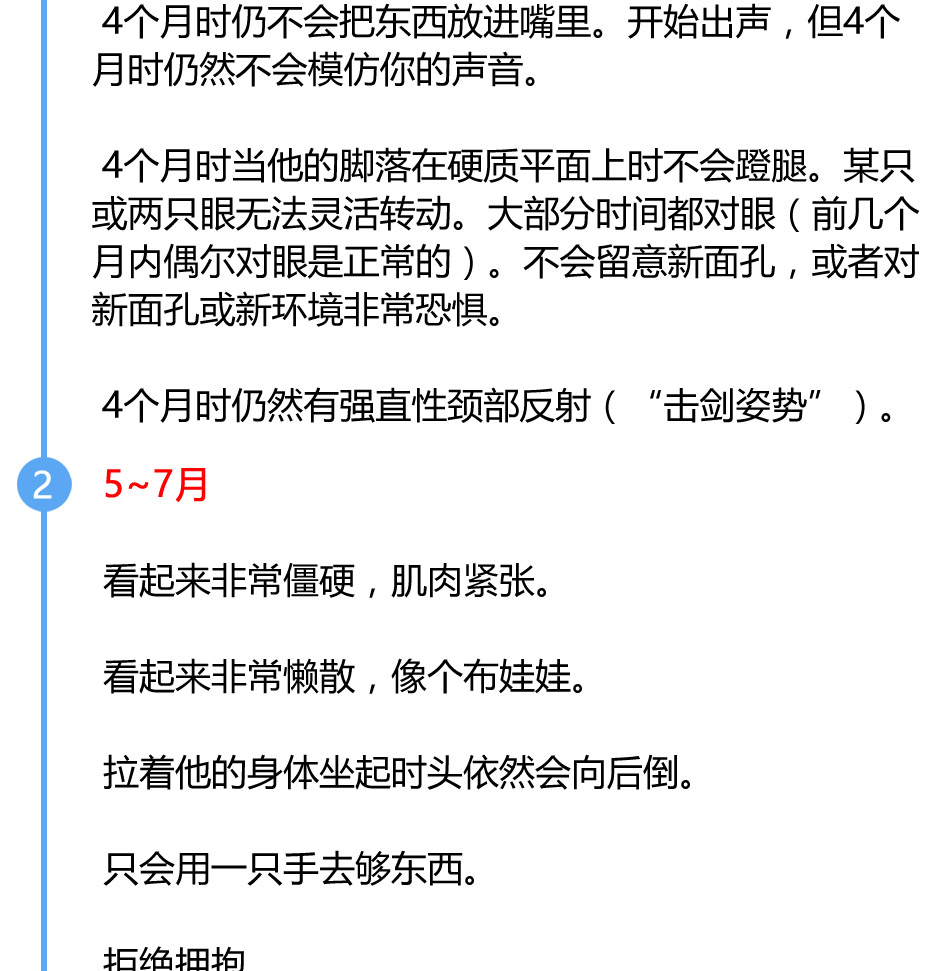 4个月时仍不会把东西放进嘴里。开始出声，但4个
月时仍然不会模仿你的声音。
4个月时当他的脚落在硬质平面上时不会蹬腿。某只
或两只眼无法灵活转动。大部分时间都对眼（前几个
月内偶尔对眼是正常的）。不会留意新面孔，或者对
新面孔或新环境非常恐惧。
4个月时仍然有强直性颈部反射（“击剑姿势”）。
2 5~7月
看起来非常僵硬，肌肉紧张。
看起来非常懒散，像个布娃娃。
拉着他的身体坐起时头依然会向后倒。
只会用一只手去够东西。
拒绝拥抱